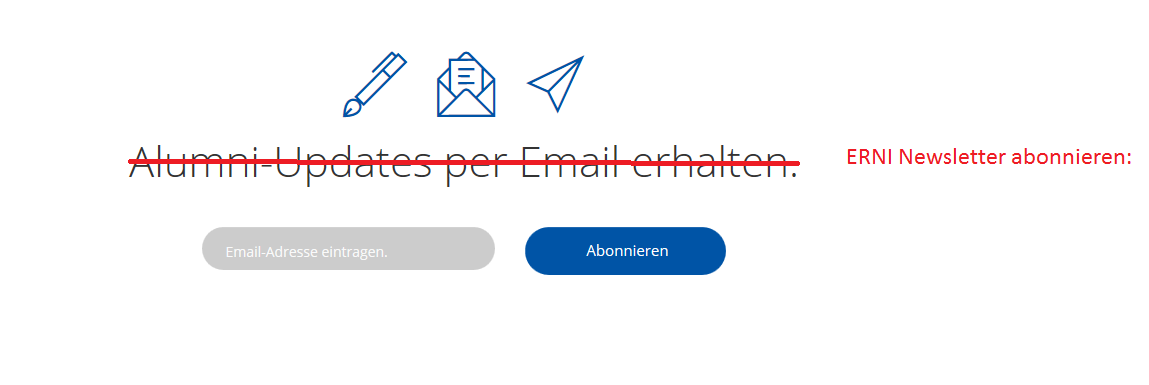 Alumni-Updates per Email erhalten.
ERNI Newsletter abonnieren:
Email-Adresse eintragen.
Abonnieren